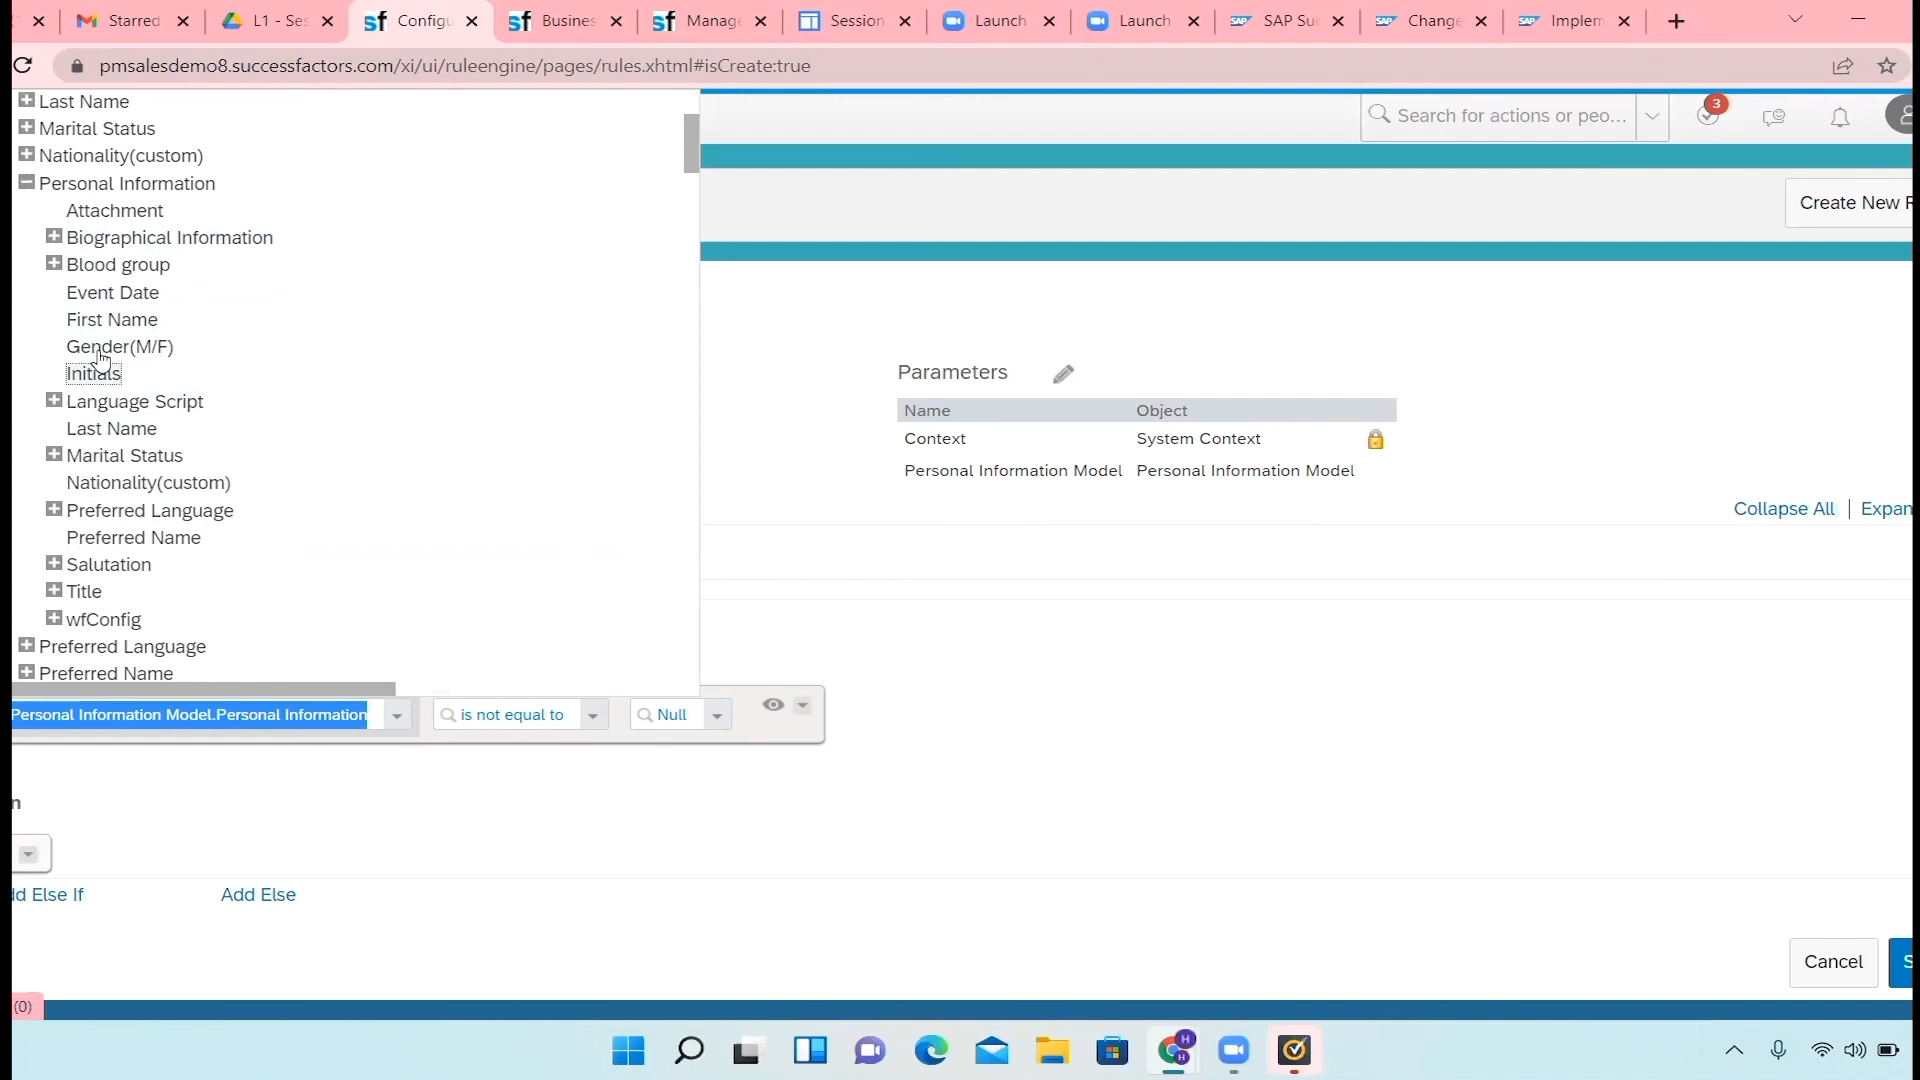 Starred
L1 - Ses
Configu
Busines
Manage
Session
Launch
Launch
SAP Suc
Change
Implem
pmsalesdemo8.successfactors.com/xi/ui/ruleengine/pages/rules.xhtml#isCreate:true
Last Name
Marital Status
Nationality(custom)
Personal Information
Attachment
Biographical Information
Blood group
Event Date
First Name
Gender(M/F)
Initials
Language Script
Last Name
Marital Status
Nationality(custom)
Preferred Language
Preferred Name
Salutation
Title
wfConfig
Preferred Language
Preferred Name
Search for actions or peo...
3
Create New R
Parameters
Name Object
Context System Context
Personal Information Model Personal Information Model
Collapse All | Expan
Personal Information Model.Personal Information is not equal to Null
n
dd Else If Add Else
Cancel S
(0)